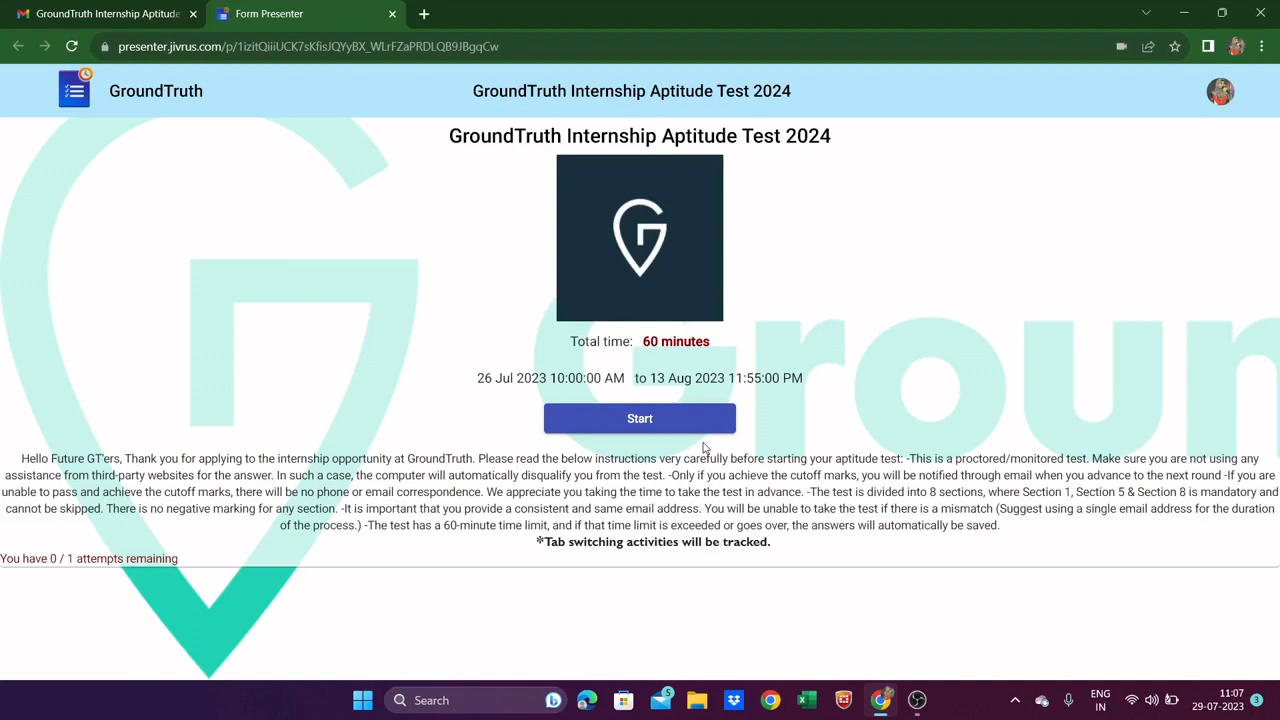 GroundTruth Internship Aptitude
Form Presenter
presenter.jivrus.com/p/1izitQiiiUCK7sKfisJQYyBX_WLrFZaPRDLQB9JBgqCw
GroundTruth
GroundTruth Internship Aptitude Test 2024
GroundTruth Internship Aptitude Test 2024
G
Groun
Total time: 60 minutes
26 Jul 2023 10:00:00 AM to 13 Aug 2023 11:55:00 PM
Start
Hello Future GT'ers, Thank you for applying to the internship opportunity at GroundTruth. Please read the below instructions very carefully before starting your aptitude test: -This is a proctored/monitored test. Make sure you are not using any
assistance from third-party websites for the answer. In such a case, the computer will automatically disqualify you from the test. -Only if you achieve the cutoff marks, you will be notified through email when you advance to the next round -If you are
unable to pass and achieve the cutoff marks, there will be no phone or email correspondence. We appreciate you taking the time to take the test in advance. -The test is divided into 8 sections, where Section 1, Section 5 & Section 8 is mandatory and
cannot be skipped. There is no negative marking for any section. -It is important that you provide a consistent and same email address. You will be unable to take the test if there is a mismatch (Suggest using a single email address for the duration
of the process.) -The test has a 60-minute time limit, and if that time limit is exceeded or goes over, the answers will automatically be saved.
*Tab switching activities will be tracked.
You have 0 / 1 attempts remaining
Search
5
ENG
IN
11:07
29-07-2023
3